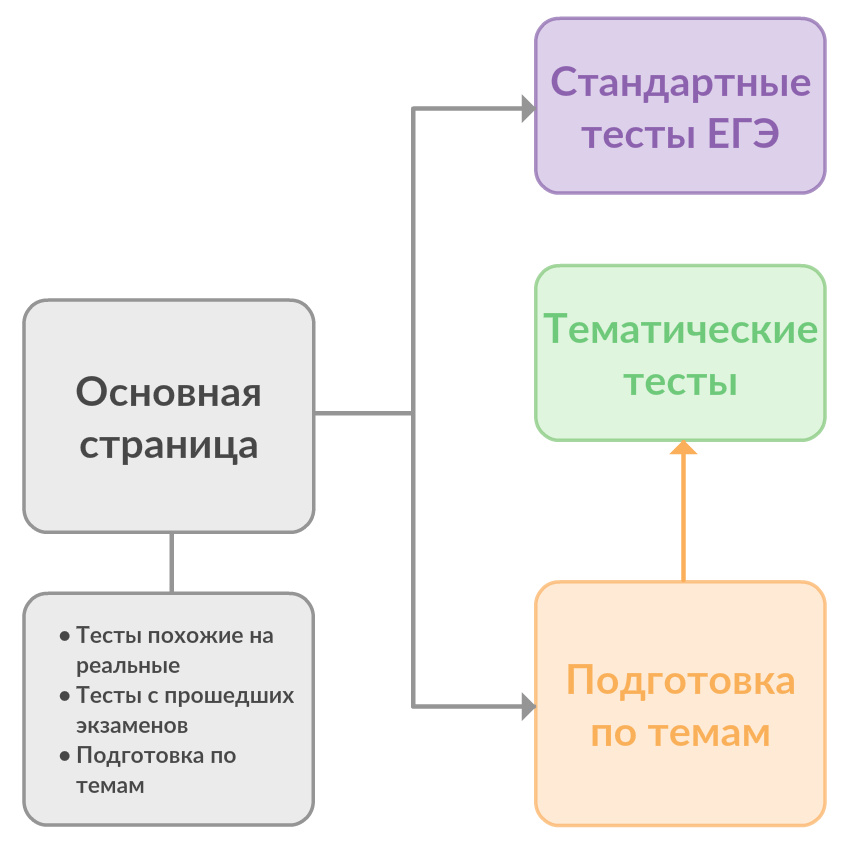 Стандартные
тесты ЕГЭ
Тематические
тесты
Основная
страница
• Тесты похожие на
реальные
• Тесты с прошедших
экзаменов
• Подготовка по
темам
Подготовка
по темам